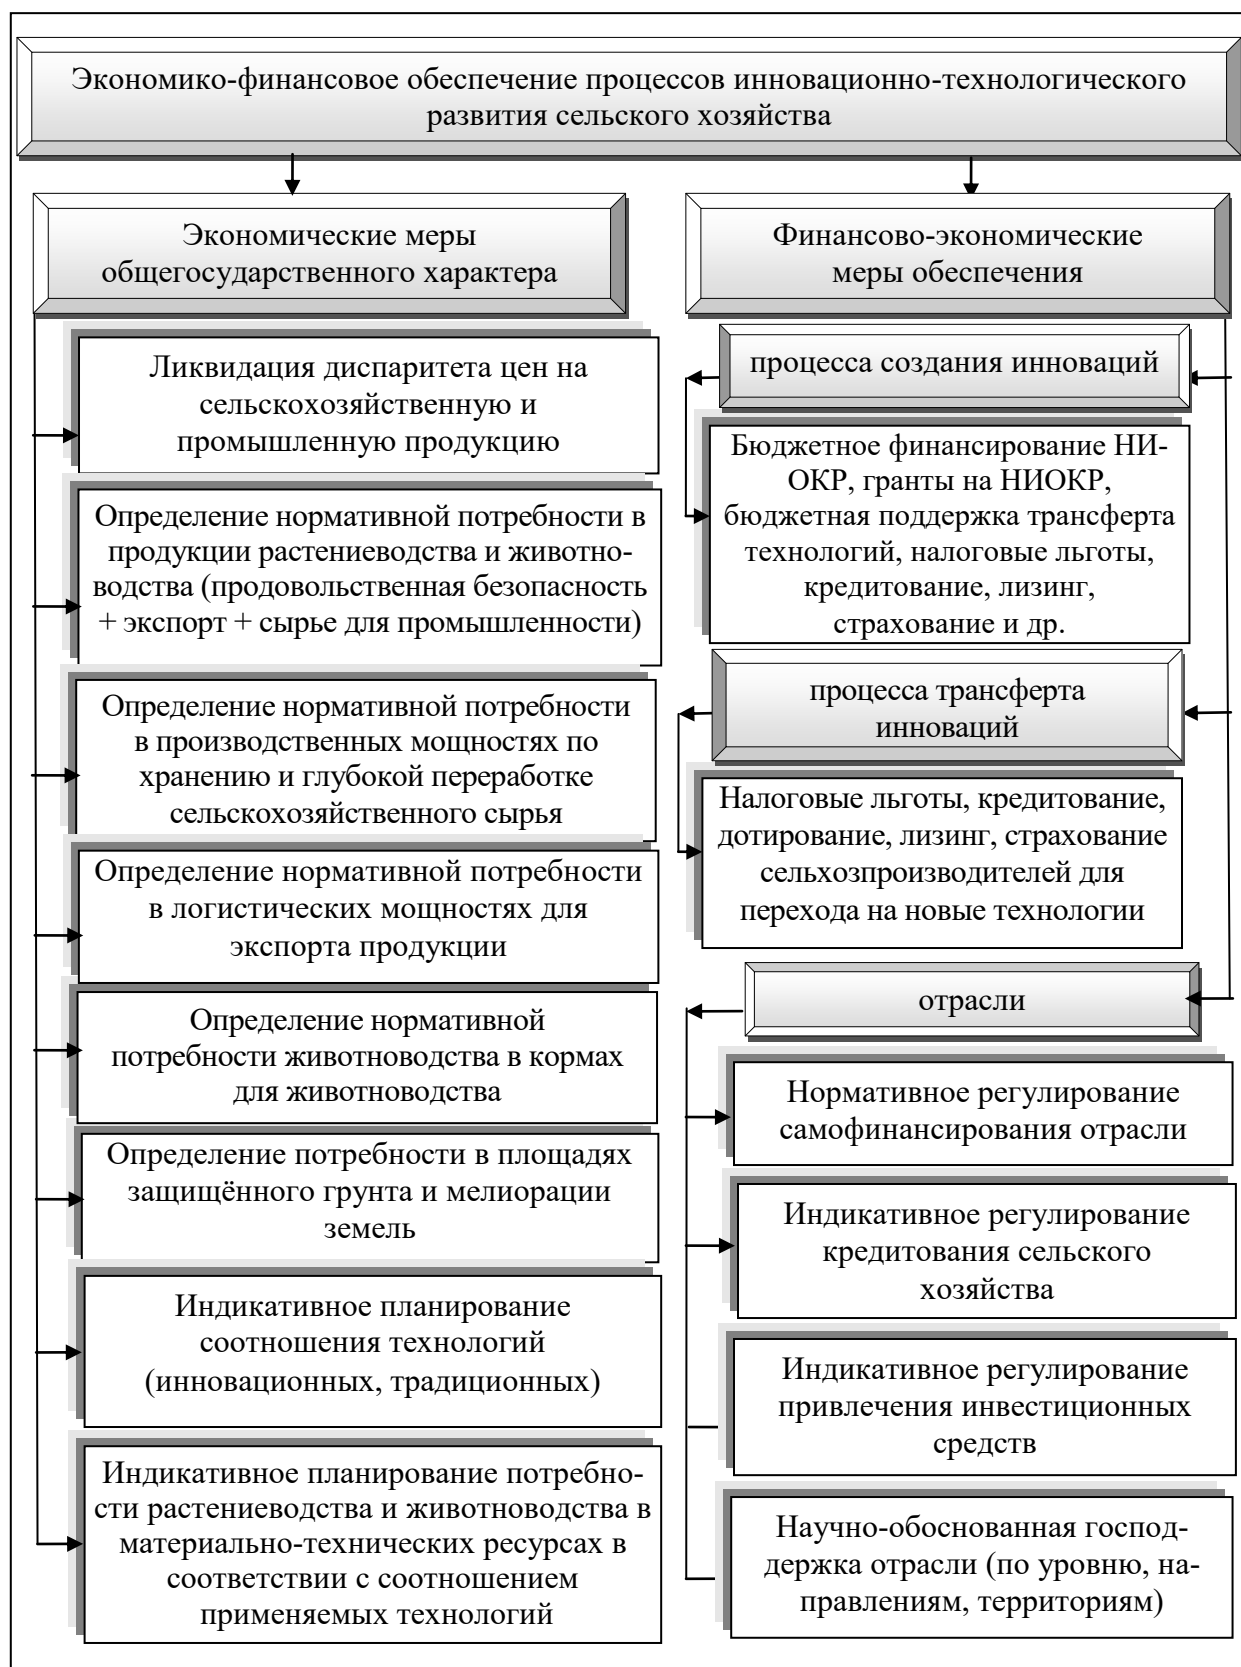 Экономико-финансовое обеспечение процессов инновационно-технологического
развития сельского хозяйства
Экономические меры
общегосударственного характера
Ликвидация диспаритета цен на
сельскохозяйственную и
промышленную продукцию
Определение нормативной потребности в
продукции растениеводства и животно-
водства (продовольственная безопасность
+ экспорт + сырье для промышленности)
Определение нормативной потребности
в производственных мощностях по
хранению и глубокой переработке
сельскохозяйственного сырья
Определение нормативной потребности
в логистических мощностях для
экспорта продукции
Определение нормативной
потребности животноводства в кормах
для животноводства
Определение потребности в площадях
защищённого грунта и мелиорации
земель
Индикативное планирование
соотношения технологий
(инновационных, традиционных)
Индикативное планирование потребно-
сти растениеводства и животноводства в
материально-технических ресурсах в
соответствии с соотношением
применяемых технологий
Финансово-экономические
меры обеспечения
процесса создания инноваций
Бюджетное финансирование НИ-
ОКР, гранты на НИОКР,
бюджетная поддержка трансферта
технологий, налоговые льготы,
кредитование, лизинг,
страхование и др.
процесса трансферта
инноваций
Налоговые льготы, кредитование,
дотирование, лизинг, страхование
сельхозпроизводителей для
перехода на новые технологии
отрасли
Нормативное регулирование
самофинансирования отрасли
Индикативное регулирование
кредитования сельского
хозяйства
Индикативное регулирование
привлечения инвестиционных
средств
Научно-обоснованная господ-
держка отрасли (по уровню, на-
правлениям, территориям)